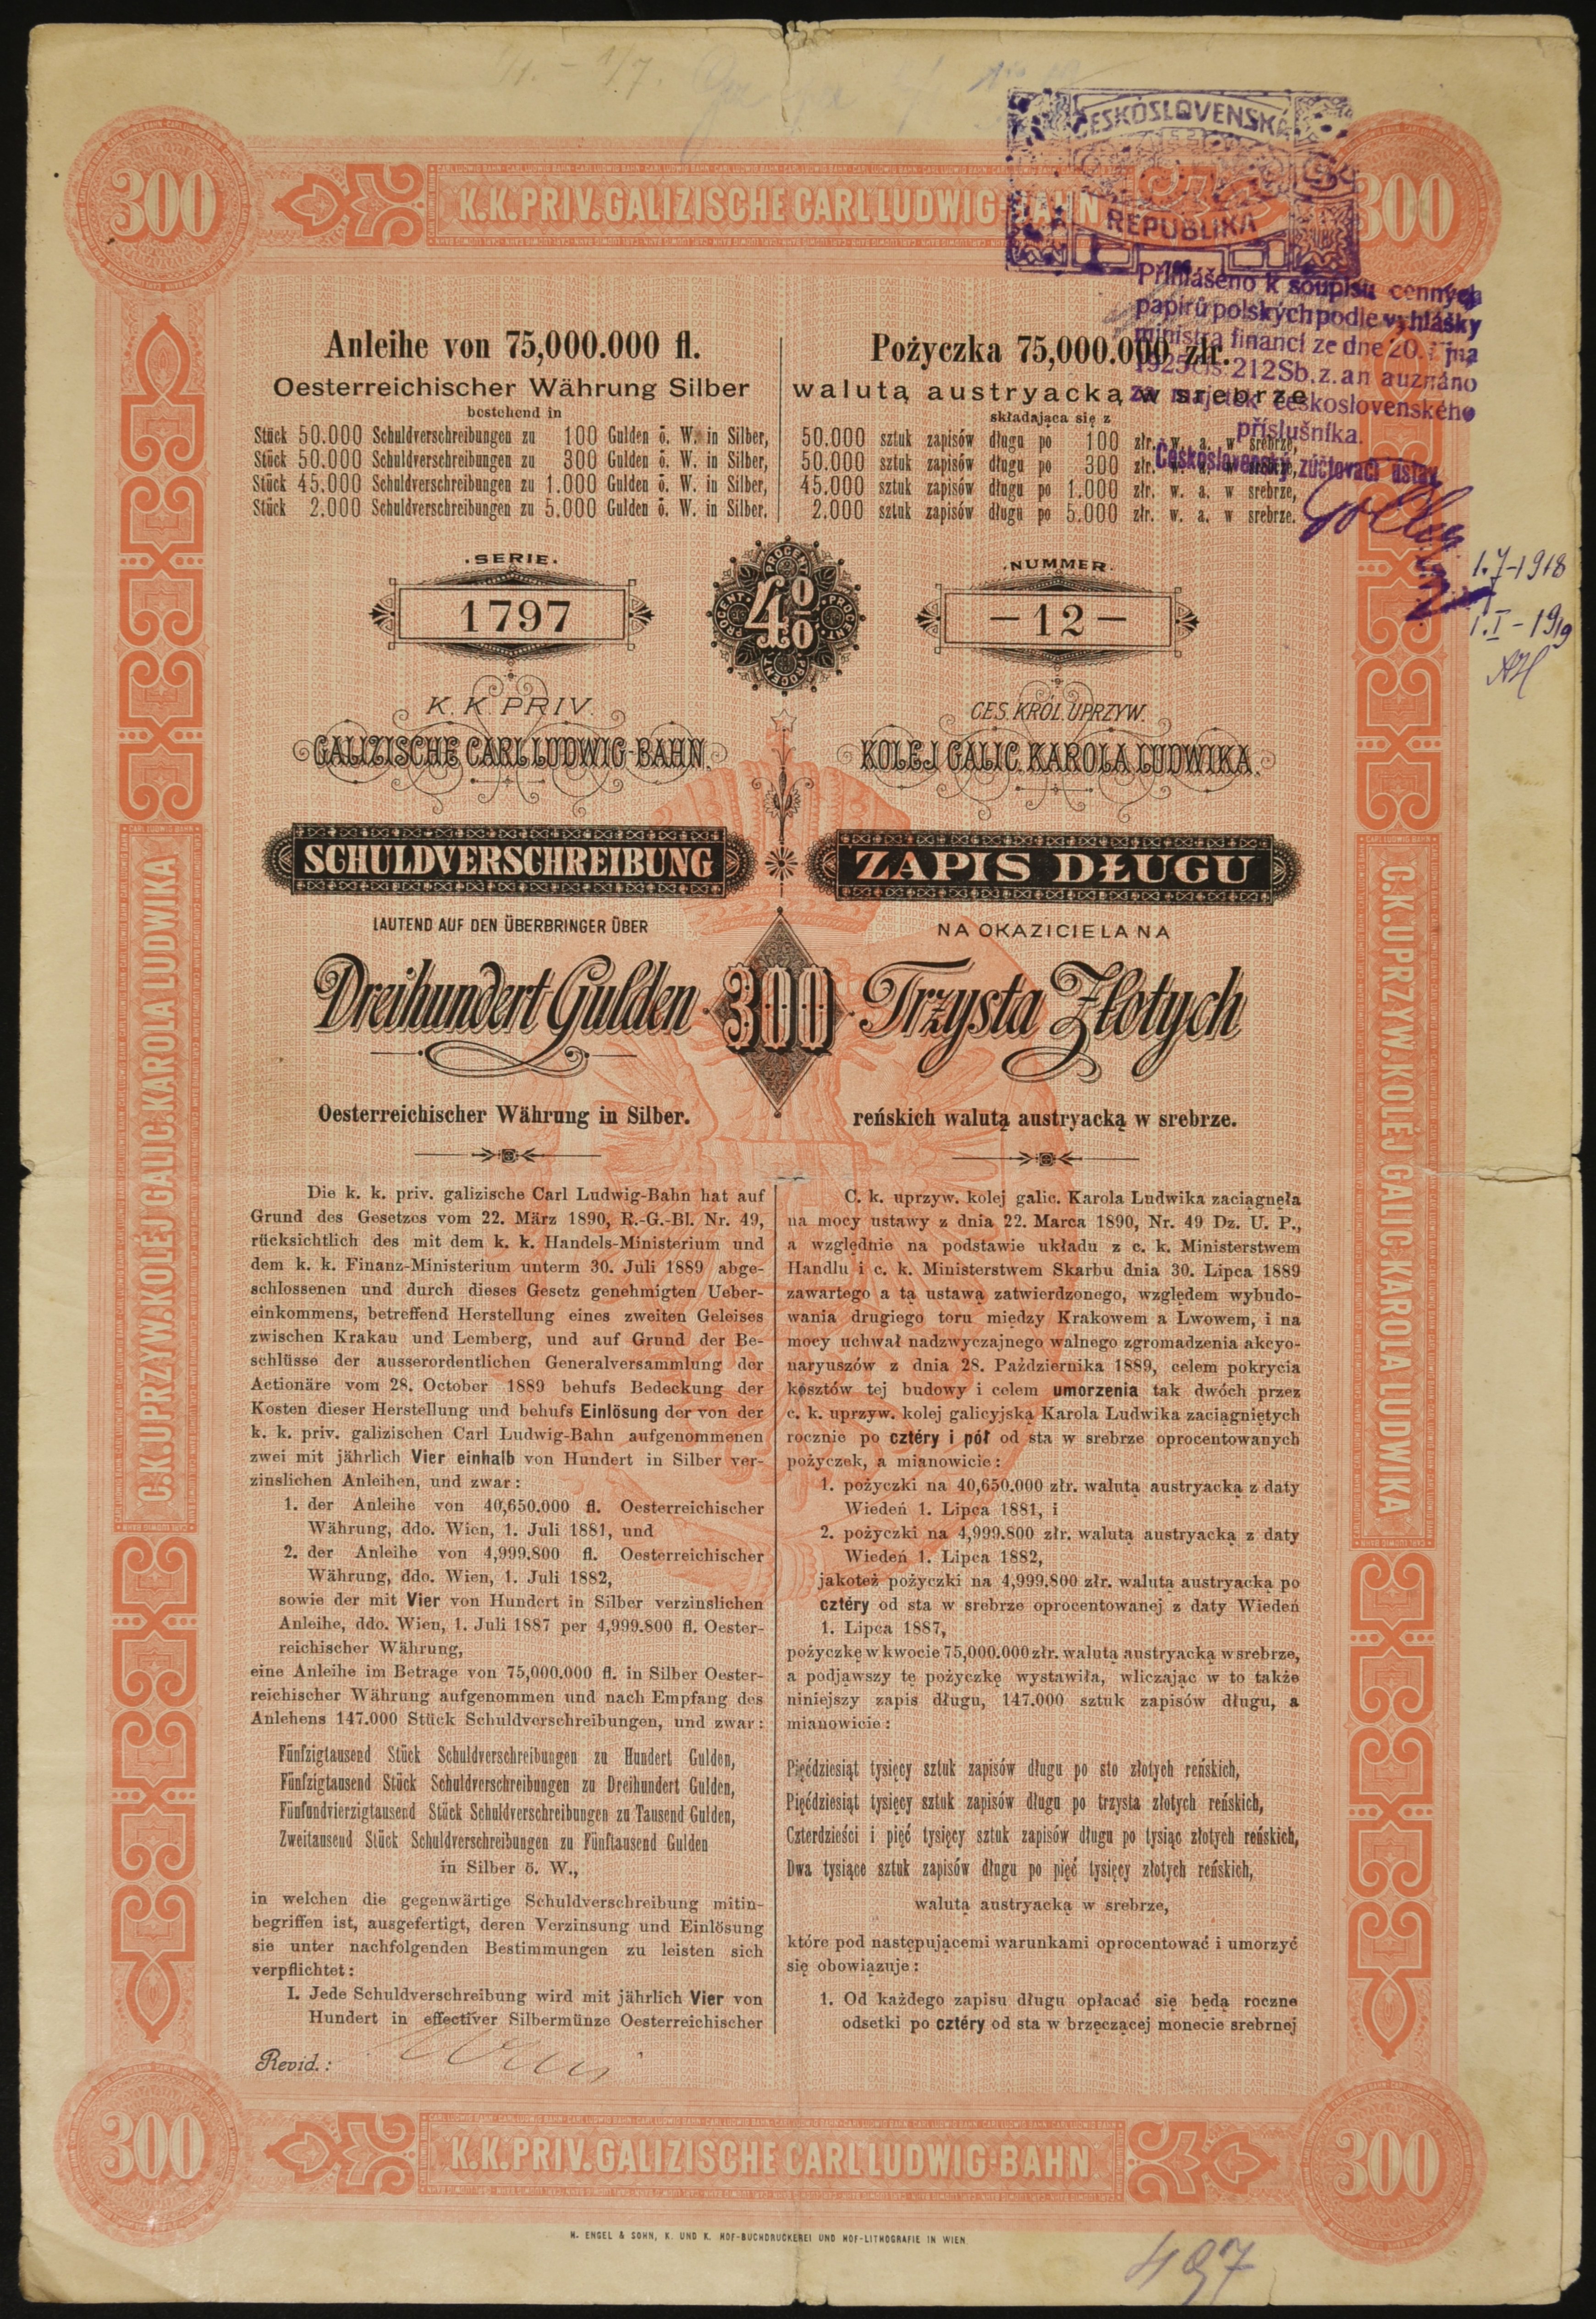 300
K.K.PRIV.GALIZISCHE CARL LUDWIG-BAHN
300
ČESKOSLOVENSKÁ
REPUBLIKA
Přihlášeno k soupisu cenných
papírů polských podle vyhlášky
ministra financí ze dne 20. října
1925 čís. 212 Sb. z. a n a uznáno
za majetek československého
příslušníka.
Československý zúčtovací ústav
1.7-1918
1.I-1919
Anleihe von 75,000.000 fl.
Oesterreichischer Währung Silber
bestehend in
Stück 50.000 Schuldverschreibungen zu 100 Gulden ö. W. in Silber,
Stück 50.000 Schuldverschreibungen zu 300 Gulden ö. W. in Silber,
Stück 45.000 Schuldverschreibungen zu 1.000 Gulden ö. W. in Silber,
Stück 2.000 Schuldverschreibungen zu 5.000 Gulden ö. W. in Silber.
Pożyczka 75,000.000 złr.
walutą austryacką w srebrze
składająca się z
50.000 sztuk zapisów długu po 100 złr. w. a. w srebrze,
50.000 sztuk zapisów długu po 300 złr. w. a. w srebrze,
45.000 sztuk zapisów długu po 1.000 złr. w. a. w srebrze,
2.000 sztuk zapisów długu po 5.000 złr. w. a. w srebrze.
SERIE.
1797
4%
PROCENT PROCENT PROCENT PROCENT
NUMMER.
—12—
K. K. PRIV.
GALIZISCHE CARL LUDWIG-BAHN.
CES. KRÓL. UPRZYW.
KOLEJ GALIC. KAROLA LUDWIKA.
SCHULDVERSCHREIBUNG
ZAPIS DŁUGU
LAUTEND AUF DEN ÜBERBRINGER ÜBER
NA OKAZICIELA NA
Dreihundert Gulden
300
Trzysta Złotych
Oesterreichischer Währung in Silber.
reńskich walutą austryacką w srebrze.
Die k. k. priv. galizische Carl Ludwig-Bahn hat auf
Grund des Gesetzes vom 22. März 1890, R.-G.-Bl. Nr. 49,
rücksichtlich des mit dem k. k. Handels-Ministerium und
dem k. k. Finanz-Ministerium unterm 30. Juli 1889 abge-
schlossenen und durch dieses Gesetz genehmigten Ueber-
einkommens, betreffend Herstellung eines zweiten Geleises
zwischen Krakau und Lemberg, und auf Grund der Be-
schlüsse der ausserordentlichen Generalversammlung der
Actionäre vom 28. October 1889 behufs Bedeckung der
Kosten dieser Herstellung und behufs Einlösung der von der
k. k. priv. galizischen Carl Ludwig-Bahn aufgenommenen
zwei mit jährlich Vier einhalb von Hundert in Silber ver-
zinslichen Anleihen, und zwar:
1. der Anleihe von 40,650.000 fl. Oesterreichischer
Währung, ddo. Wien, 1. Juli 1881, und
2. der Anleihe von 4,999.800 fl. Oesterreichischer
Währung, ddo. Wien, 1. Juli 1882,
sowie der mit Vier von Hundert in Silber verzinslichen
Anleihe, ddo. Wien, 1. Juli 1887 per 4,999.800 fl. Oester-
reichischer Währung,
eine Anleihe im Betrage von 75,000.000 fl. in Silber Oester-
reichischer Währung aufgenommen und nach Empfang des
Anlehens 147.000 Stück Schuldverschreibungen, und zwar:
Fünfzigtausend Stück Schuldverschreibungen zu Hundert Gulden,
Fünfzigtausend Stück Schuldverschreibungen zu Dreihundert Gulden,
Fünfundvierzigtausend Stück Schuldverschreibungen zu Tausend Gulden,
Zweitausend Stück Schuldverschreibungen zu Fünftausend Gulden
in Silber ö. W.,
in welchen die gegenwärtige Schuldverschreibung mitin-
begriffen ist, ausgefertigt, deren Verzinsung und Einlösung
sie unter nachfolgenden Bestimmungen zu leisten sich
verpflichtet:
I. Jede Schuldverschreibung wird mit jährlich Vier von
Hundert in effectiver Silbermünze Oesterreichischer
Revid.:
C. k. uprzyw. kolej galic. Karola Ludwika zaciągnęła
na mocy ustawy z dnia 22. Marca 1890, Nr. 49 Dz. U. P.,
a względnie na podstawie układu z c. k. Ministerstwem
Handlu i c. k. Ministerstwem Skarbu dnia 30. Lipca 1889
zawartego a tą ustawą zatwierdzonego, względem wybudo-
wania drugiego toru między Krakowem a Lwowem, i na
mocy uchwał nadzwyczajnego walnego zgromadzenia akcyo-
naryuszów z dnia 28. Października 1889, celem pokrycia
kosztów tej budowy i celem umorzenia tak dwóch przez
c. k. uprzyw. kolej galicyjską Karola Ludwika zaciągniętych
rocznie po cztéry i pół od sta w srebrze oprocentowanych
pożyczek, a mianowicie:
1. pożyczki na 40,650.000 złr. walutą austryacką z daty
Wiedeń 1. Lipca 1881, i
2. pożyczki na 4,999.800 złr. walutą austryacką z daty
Wiedeń 1. Lipca 1882,
jakoteż pożyczki na 4,999.800 złr. walutą austryacką po
cztéry od sta w srebrze oprocentowanej z daty Wiedeń
1. Lipca 1887,
pożyczkę w kwocie 75,000.000 złr. walutą austryacką w srebrze,
a podjąwszy tę pożyczkę wystawiła, wliczając w to także
niniejszy zapis długu, 147.000 sztuk zapisów długu, a
mianowicie:
Pięćdziesiąt tysięcy sztuk zapisów długu po sto złotych reńskich,
Pięćdziesiąt tysięcy sztuk zapisów długu po trzysta złotych reńskich,
Czterdzieści i pięć tysięcy sztuk zapisów długu po tysiąc złotych reńskich,
Dwa tysiące sztuk zapisów długu po pięć tysięcy złotych reńskich,
walutą austryacką w srebrze,
które pod następującemi warunkami oprocentować i umorzyć
się obowiązuje:
1. Od każdego zapisu długu opłacać się będą roczne
odsetki po cztéry od sta w brzęczącej monecie srebrnej
C.K.UPRZYW.KOLÉJ GALIC.KAROLA LUDWIKA
C.K.UPRZYW.KOLÉJ GALIC.KAROLA LUDWIKA
300
K.K.PRIV.GALIZISCHE CARL LUDWIG-BAHN
300
H. ENGEL & SOHN, K. UND K. HOF-BUCHDRUCKEREI UND HOF-LITHOGRAFIE IN WIEN
497